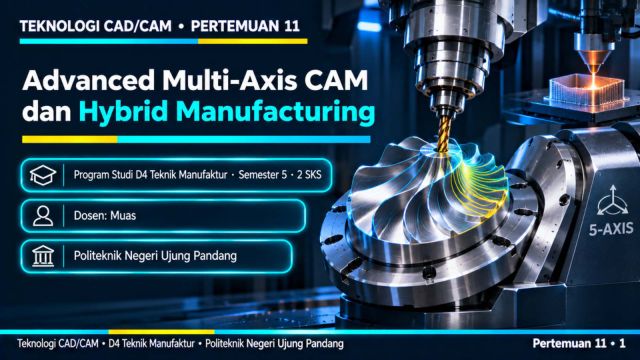 TEKNOLOGI CAD/CAM • PERTEMUAN 11
Advanced Multi-Axis CAM
dan Hybrid Manufacturing
Program Studi D4 Teknik Manufaktur · Semester 5 · 2 SKS
Dosen: Muas
Politeknik Negeri Ujung Pandang
5-AXIS
Teknologi CAD/CAM • D4 Teknik Manufaktur • Politeknik Negeri Ujung Pandang
Pertemuan 11 • 1